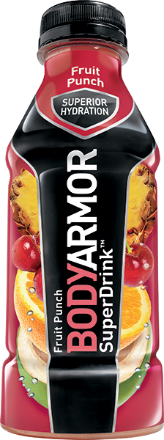 Fruit
Punch
SUPERIOR
HYDRATION
Fruit Punch
BODYARMOR
SuperDrink™